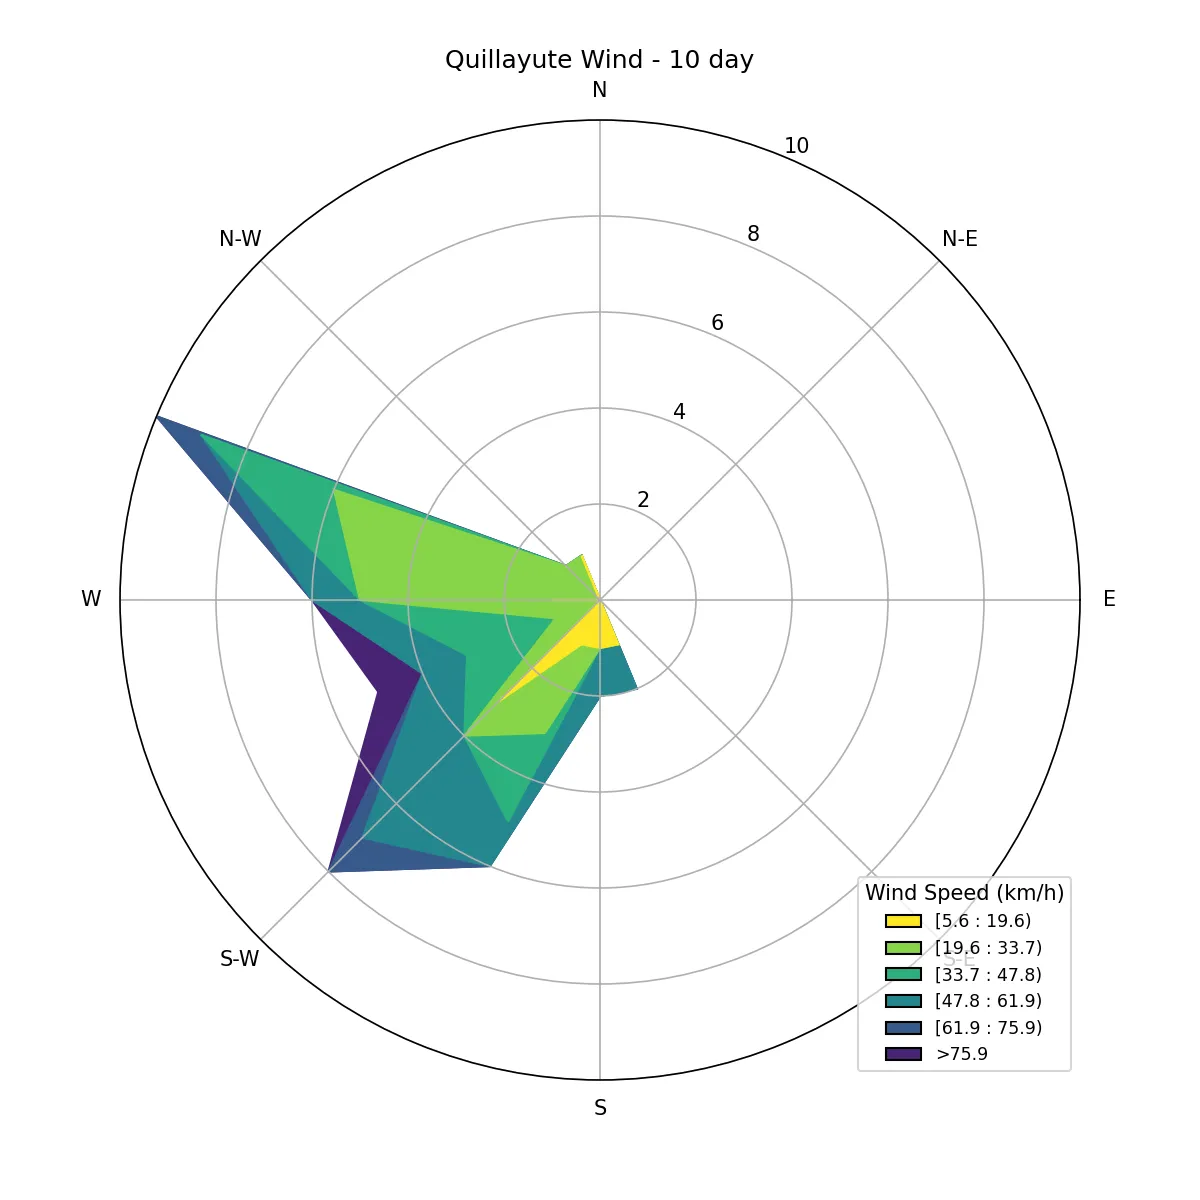 Quillayute Wind - 10 day
N
10
N-W
8
N-E
6
4
2
W
E
Wind Speed (km/h)
[5.6 : 19.6)
[19.6 : 33.7)
S-W
S-E
[33.7 : 47.8)
[47.8 : 61.9)
[61.9 : 75.9)
>75.9
S